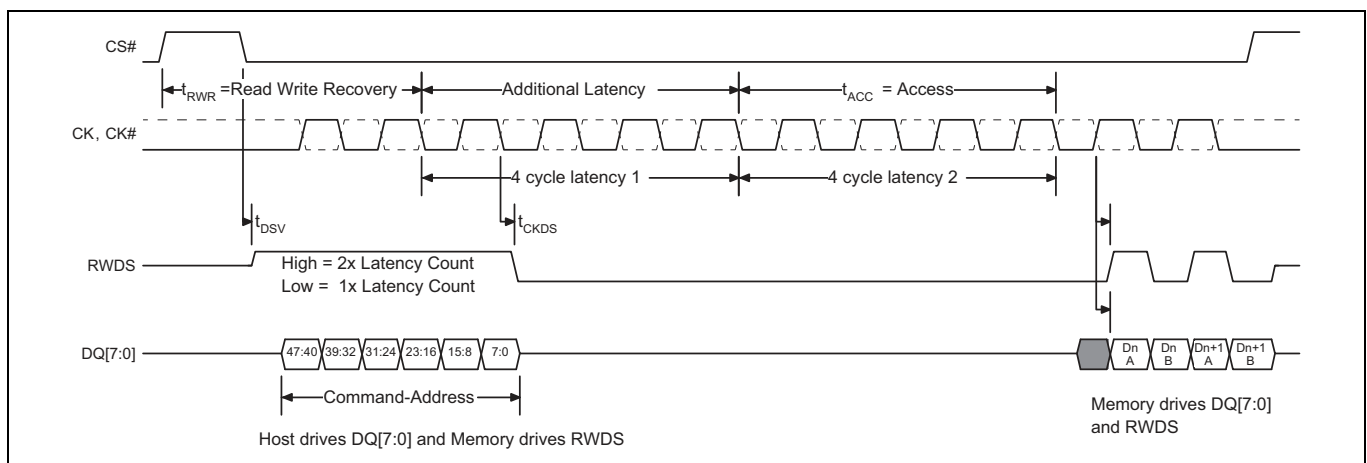 CS#
tRWR =Read Write Recovery
Additional Latency
tACC = Access
CK, CK#
4 cycle latency 1
4 cycle latency 2
tDSV
tCKDS
RWDS
High = 2x Latency Count
Low = 1x Latency Count
DQ[7:0]
47:40 39:32 31:24 23:16 15:8 7:0
Dn Dn Dn+1 Dn+1
A B A B
Command-Address
Memory drives DQ[7:0]
and RWDS
Host drives DQ[7:0] and Memory drives RWDS